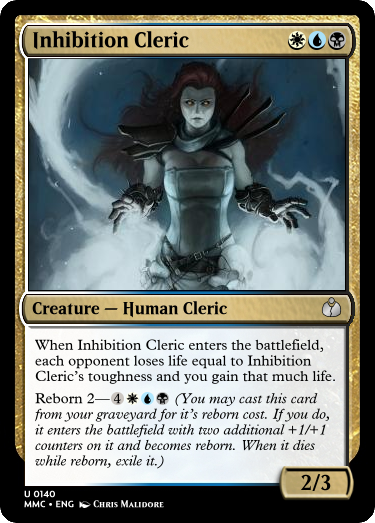 Inhibition Cleric
Creature — Human Cleric
When Inhibition Cleric enters the battlefield,
each opponent loses life equal to Inhibition
Cleric's toughness and you gain that much life.
Reborn 2—4 (You may cast this card
from your graveyard for it's reborn cost. If you do,
it enters the battlefield with two additional +1/+1
counters on it and becomes reborn. When it dies
while reborn, exile it.)
2/3
U 0140
MMC • ENG Chris Malidore